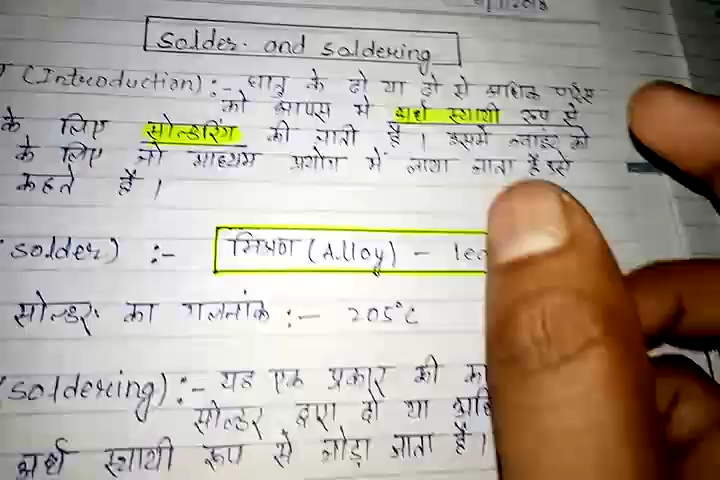 solder. and soldering
(Introduction) :- धातु के दो या दो से अधिक
को आपस में अर्ध स्थायी रूप से
के लिए सोल्डरिंग की जाती है । इसमें
के लिए जो माध्यम प्रयोग में लाया जाता है उसे
कहते हैं ।
solder) :- मिश्रण (Alloy) -
सोल्डर का गलनांक :- 205°C
(soldering) :- यह एक प्रकार की
सोल्डर द्वारा दो या
अर्ध स्थायी रूप से जोड़ा जाता है ।